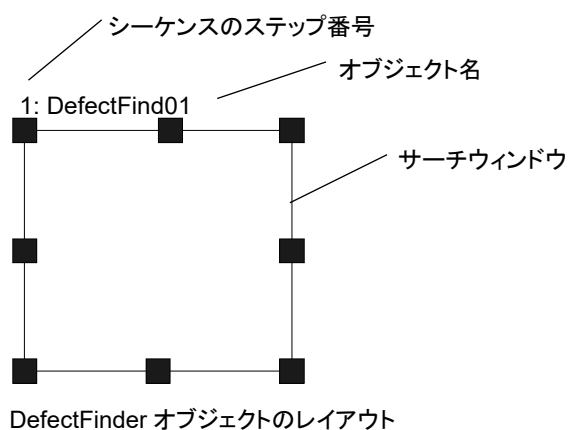 シーケンスのステップ番号
オブジェクト名
1: DefectFind01
サーチウィンドウ
DefectFinder オブジェクトのレイアウト